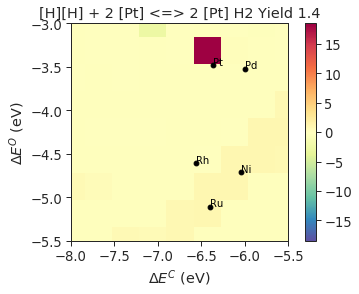 [H][H] + 2 [Pt] <=> 2 [Pt] H2 Yield 1.4
−3.0
−3.5
−4.0
−4.5
−5.0
−5.5
ΔE^O (eV)
Pt
Pd
Rh
Ni
Ru
−8.0 −7.5 −7.0 −6.5 −6.0 −5.5
ΔE^C (eV)
15
10
5
0
−5
−10
−15